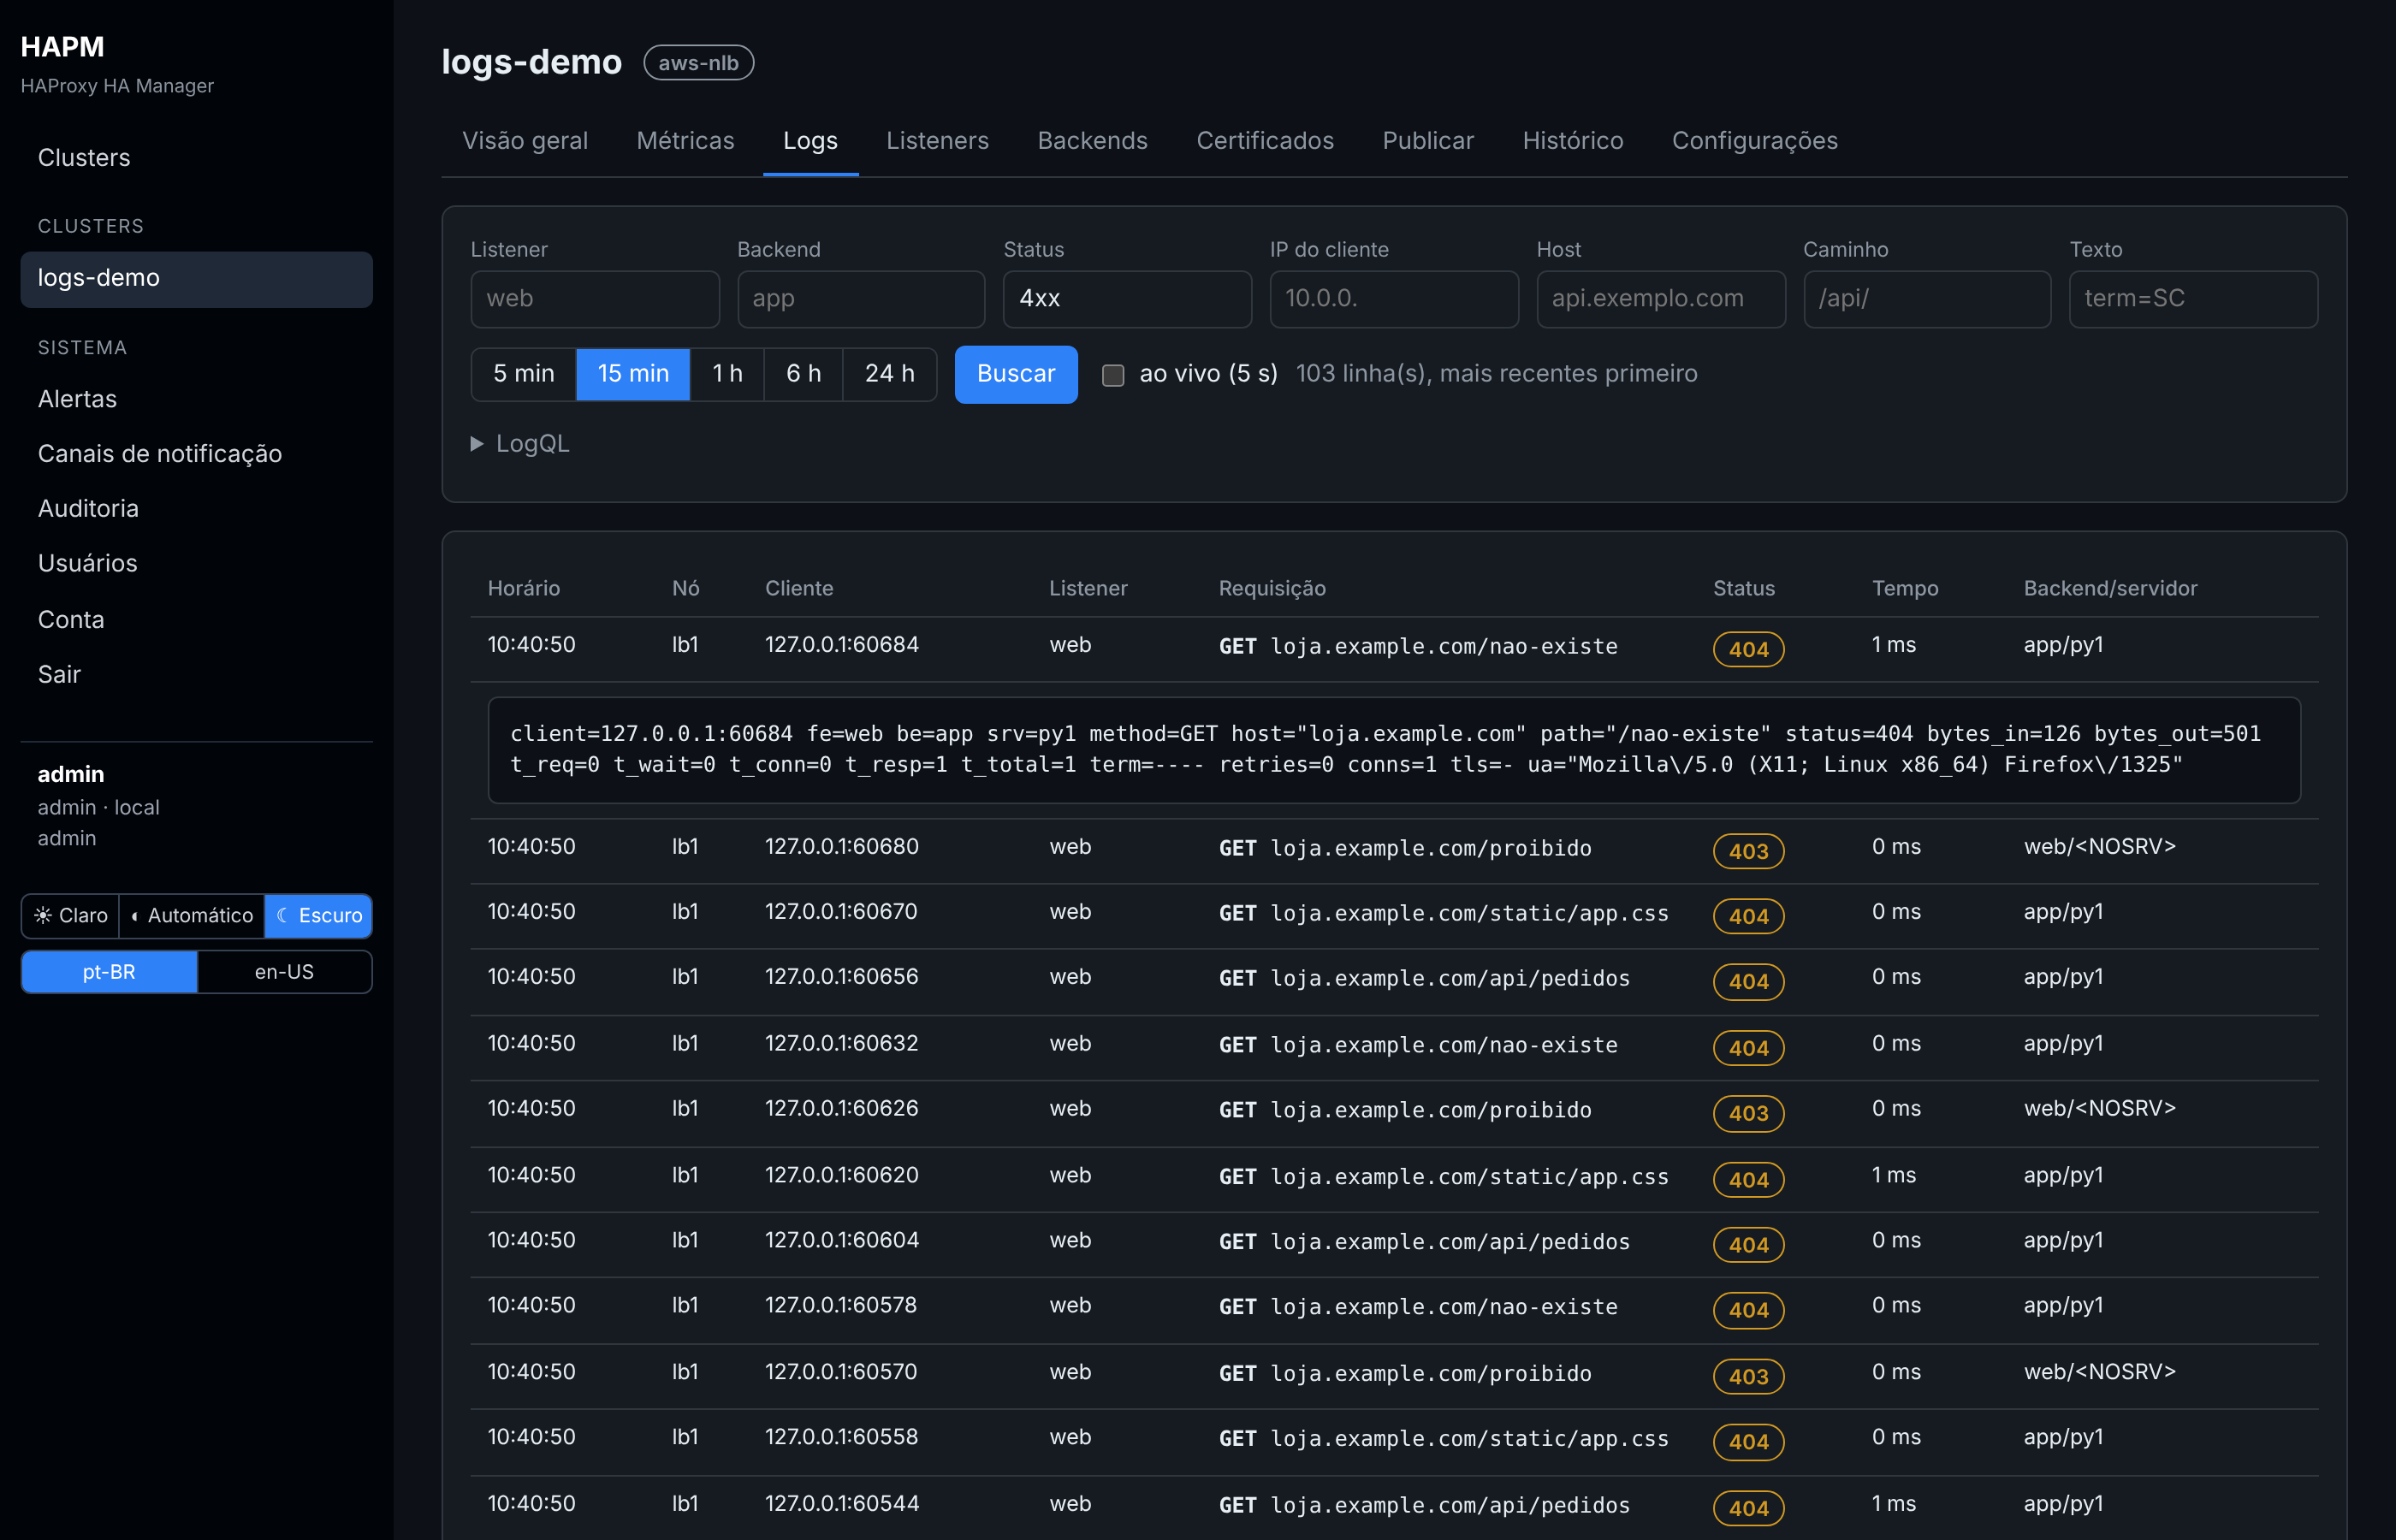 HAPM
HAProxy HA Manager
Clusters
CLUSTERS
logs-demo
SISTEMA
Alertas
Canais de notificação
Auditoria
Usuários
Conta
Sair
admin
admin · local
admin
Claro Automático Escuro
pt-BR en-US
logs-demo aws-nlb
Visão geral Métricas Logs Listeners Backends Certificados Publicar Histórico Configurações
Listener Backend Status IP do cliente Host Caminho Texto
web app 4xx 10.0.0. api.exemplo.com /api/ term=SC
5 min 15 min 1 h 6 h 24 h Buscar ao vivo (5 s) 103 linha(s), mais recentes primeiro
LogQL
Horário Nó Cliente Listener Requisição Status Tempo Backend/servidor
10:40:50 lb1 127.0.0.1:60684 web GET loja.example.com/nao-existe 404 1 ms app/py1
client=127.0.0.1:60684 fe=web be=app srv=py1 method=GET host="loja.example.com" path="/nao-existe" status=404 bytes_in=126 bytes_out=501
t_req=0 t_wait=0 t_conn=0 t_resp=1 t_total=1 term=---- retries=0 conns=1 tls=- ua="Mozilla\/5.0 (X11; Linux x86_64) Firefox\/1325"
10:40:50 lb1 127.0.0.1:60680 web GET loja.example.com/proibido 403 0 ms web/<NOSRV>
10:40:50 lb1 127.0.0.1:60670 web GET loja.example.com/static/app.css 404 0 ms app/py1
10:40:50 lb1 127.0.0.1:60656 web GET loja.example.com/api/pedidos 404 0 ms app/py1
10:40:50 lb1 127.0.0.1:60632 web GET loja.example.com/nao-existe 404 0 ms app/py1
10:40:50 lb1 127.0.0.1:60626 web GET loja.example.com/proibido 403 0 ms web/<NOSRV>
10:40:50 lb1 127.0.0.1:60620 web GET loja.example.com/static/app.css 404 1 ms app/py1
10:40:50 lb1 127.0.0.1:60604 web GET loja.example.com/api/pedidos 404 0 ms app/py1
10:40:50 lb1 127.0.0.1:60578 web GET loja.example.com/nao-existe 404 0 ms app/py1
10:40:50 lb1 127.0.0.1:60570 web GET loja.example.com/proibido 403 0 ms web/<NOSRV>
10:40:50 lb1 127.0.0.1:60558 web GET loja.example.com/static/app.css 404 0 ms app/py1
10:40:50 lb1 127.0.0.1:60544 web GET loja.example.com/api/pedidos 404 1 ms app/py1